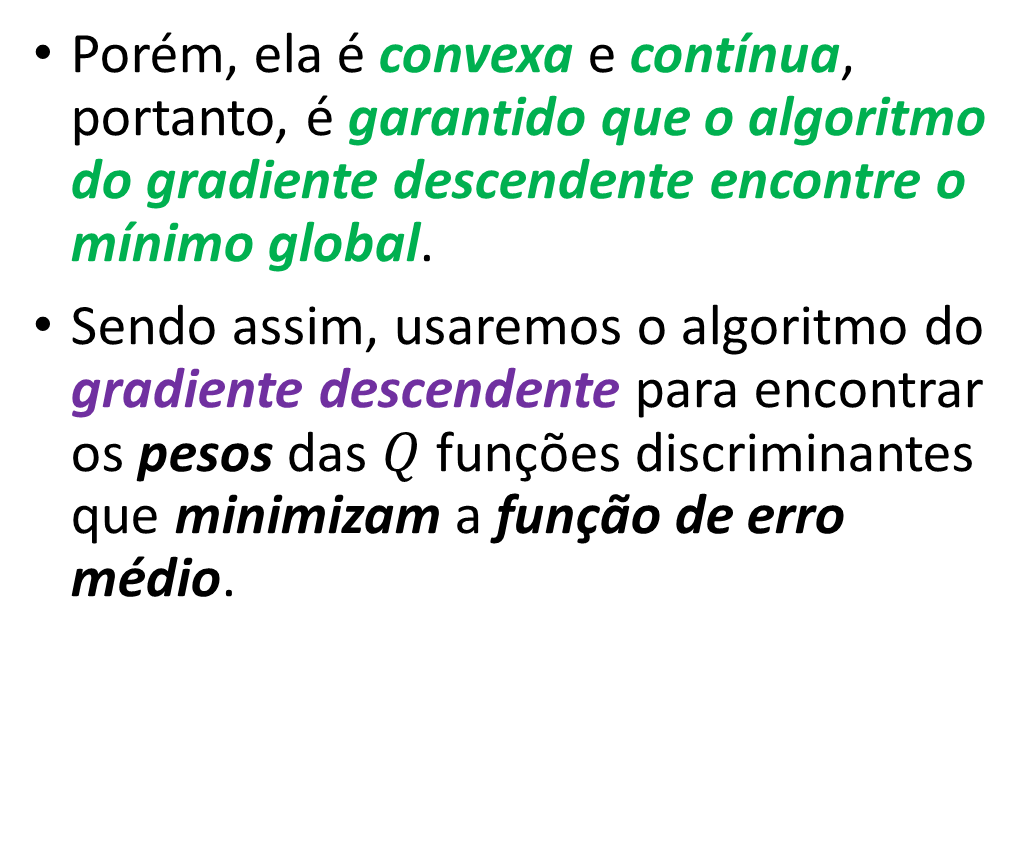 • Porém, ela é convexa e contínua,
portanto, é garantido que o algoritmo
do gradiente descendente encontre o
mínimo global.
• Sendo assim, usaremos o algoritmo do
gradiente descendente para encontrar
os pesos das Q funções discriminantes
que minimizam a função de erro
médio.